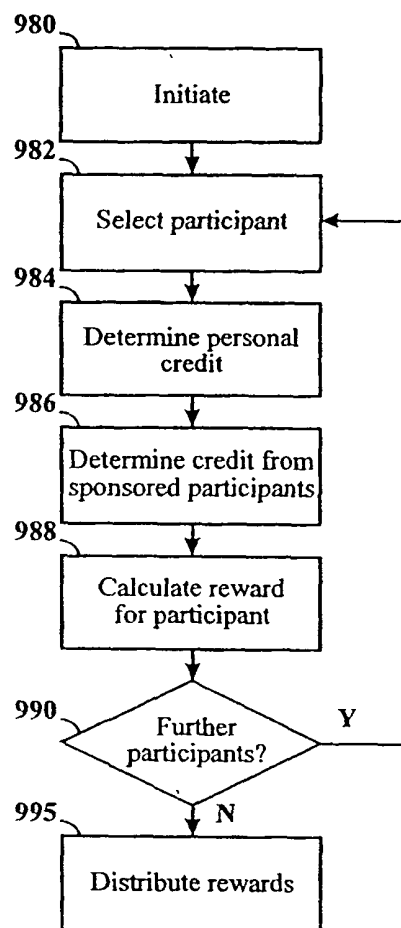 980
Initiate
982
Select participant
984
Determine personal
credit
986
Determine credit from
sponsored participants
988
Calculate reward
for participant
990
Further
participants?
Y
N
995
Distribute rewards